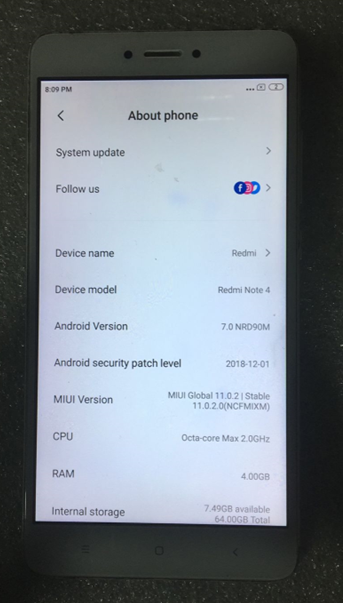 8:09 PM
About phone
System update
Follow us
Device name Redmi
Device model Redmi Note 4
Android Version 7.0 NRD90M
Android security patch level 2018-12-01
MIUI Version MIUI Global 11.0.2 | Stable
11.0.2.0(NCFMIXM)
CPU Octa-core Max 2.0GHz
RAM 4.00GB
Internal storage 7.49GB available
64.00GB Total